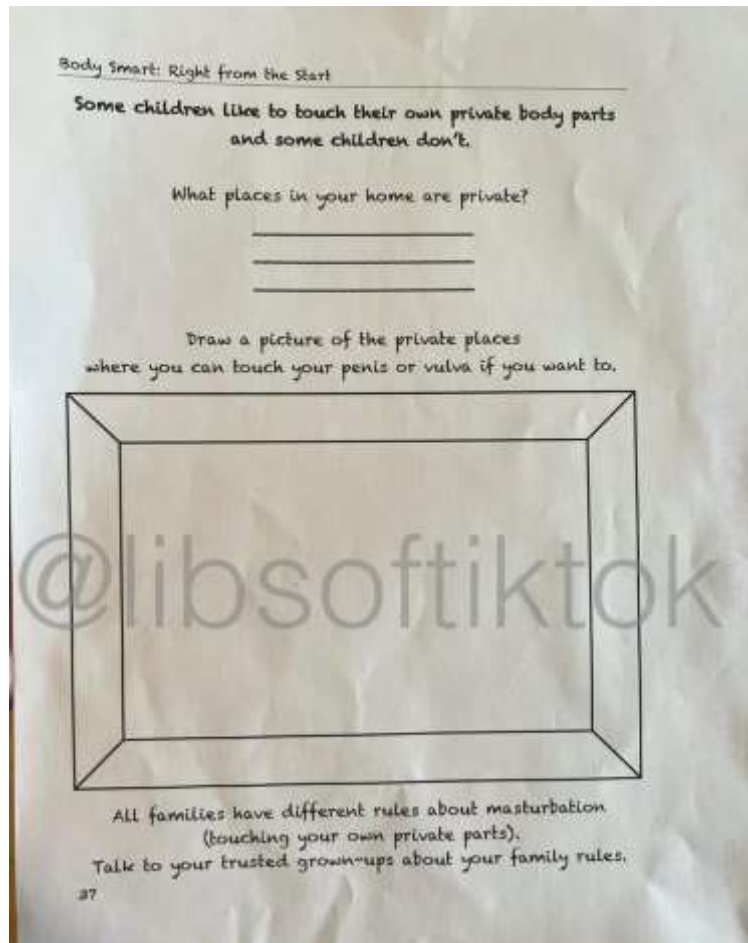 Body Smart: Right from the Start
Some children like to touch their own private body parts
and some children don't.
What places in your home are private?
Draw a picture of the private places
where you can touch your penis or vulva if you want to.
@libsoftiktok
All families have different rules about masturbation
(touching your own private parts).
Talk to your trusted grown-ups about your family rules.
37